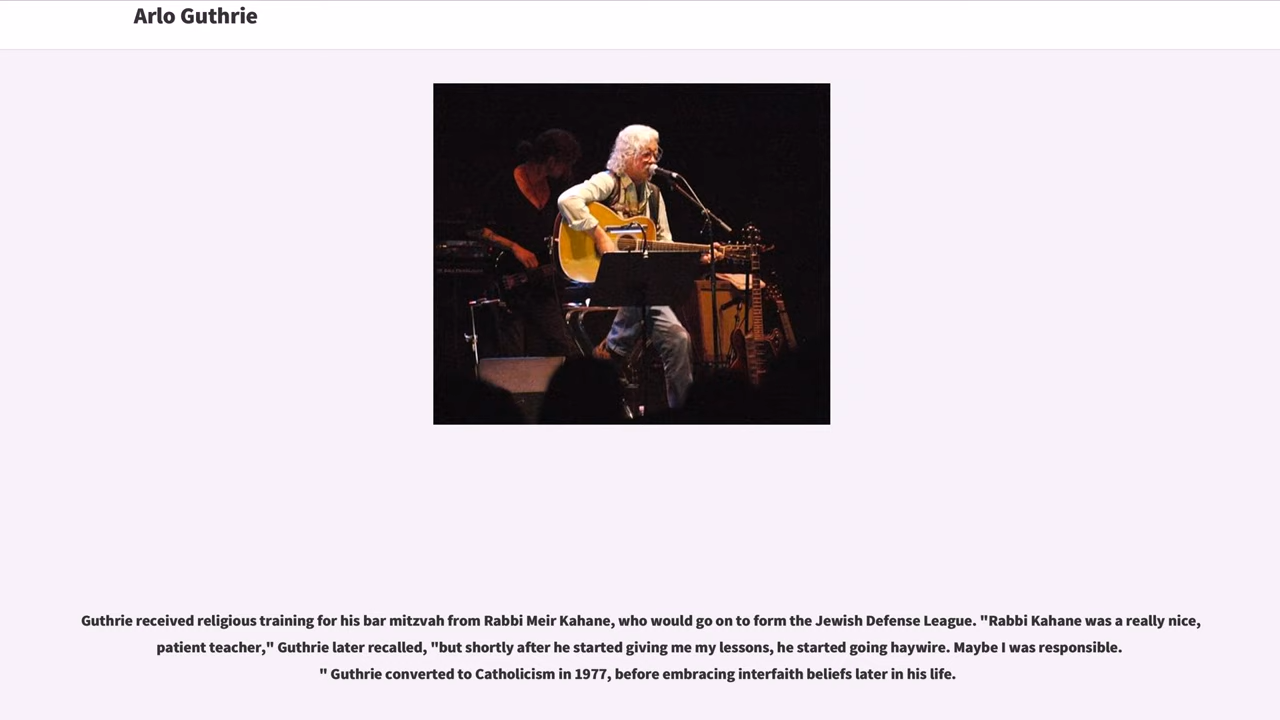 Arlo Guthrie
Guthrie received religious training for his bar mitzvah from Rabbi Meir Kahane, who would go on to form the Jewish Defense League. "Rabbi Kahane was a really nice,
patient teacher," Guthrie later recalled, "but shortly after he started giving me my lessons, he started going haywire. Maybe I was responsible.
" Guthrie converted to Catholicism in 1977, before embracing interfaith beliefs later in his life.